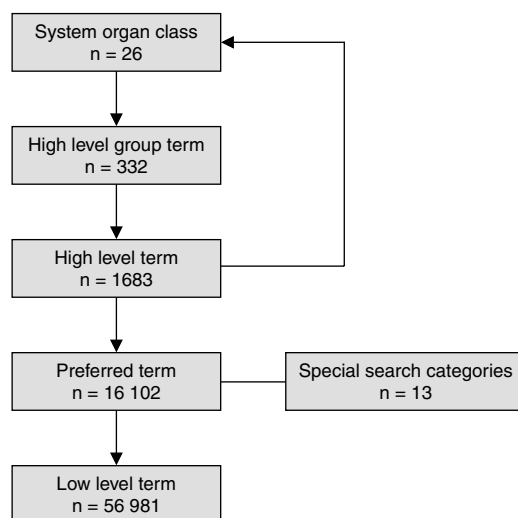 System organ class
n = 26
High level group term
n = 332
High level term
n = 1683
Preferred term
n = 16 102
Special search categories
n = 13
Low level term
n = 56 981